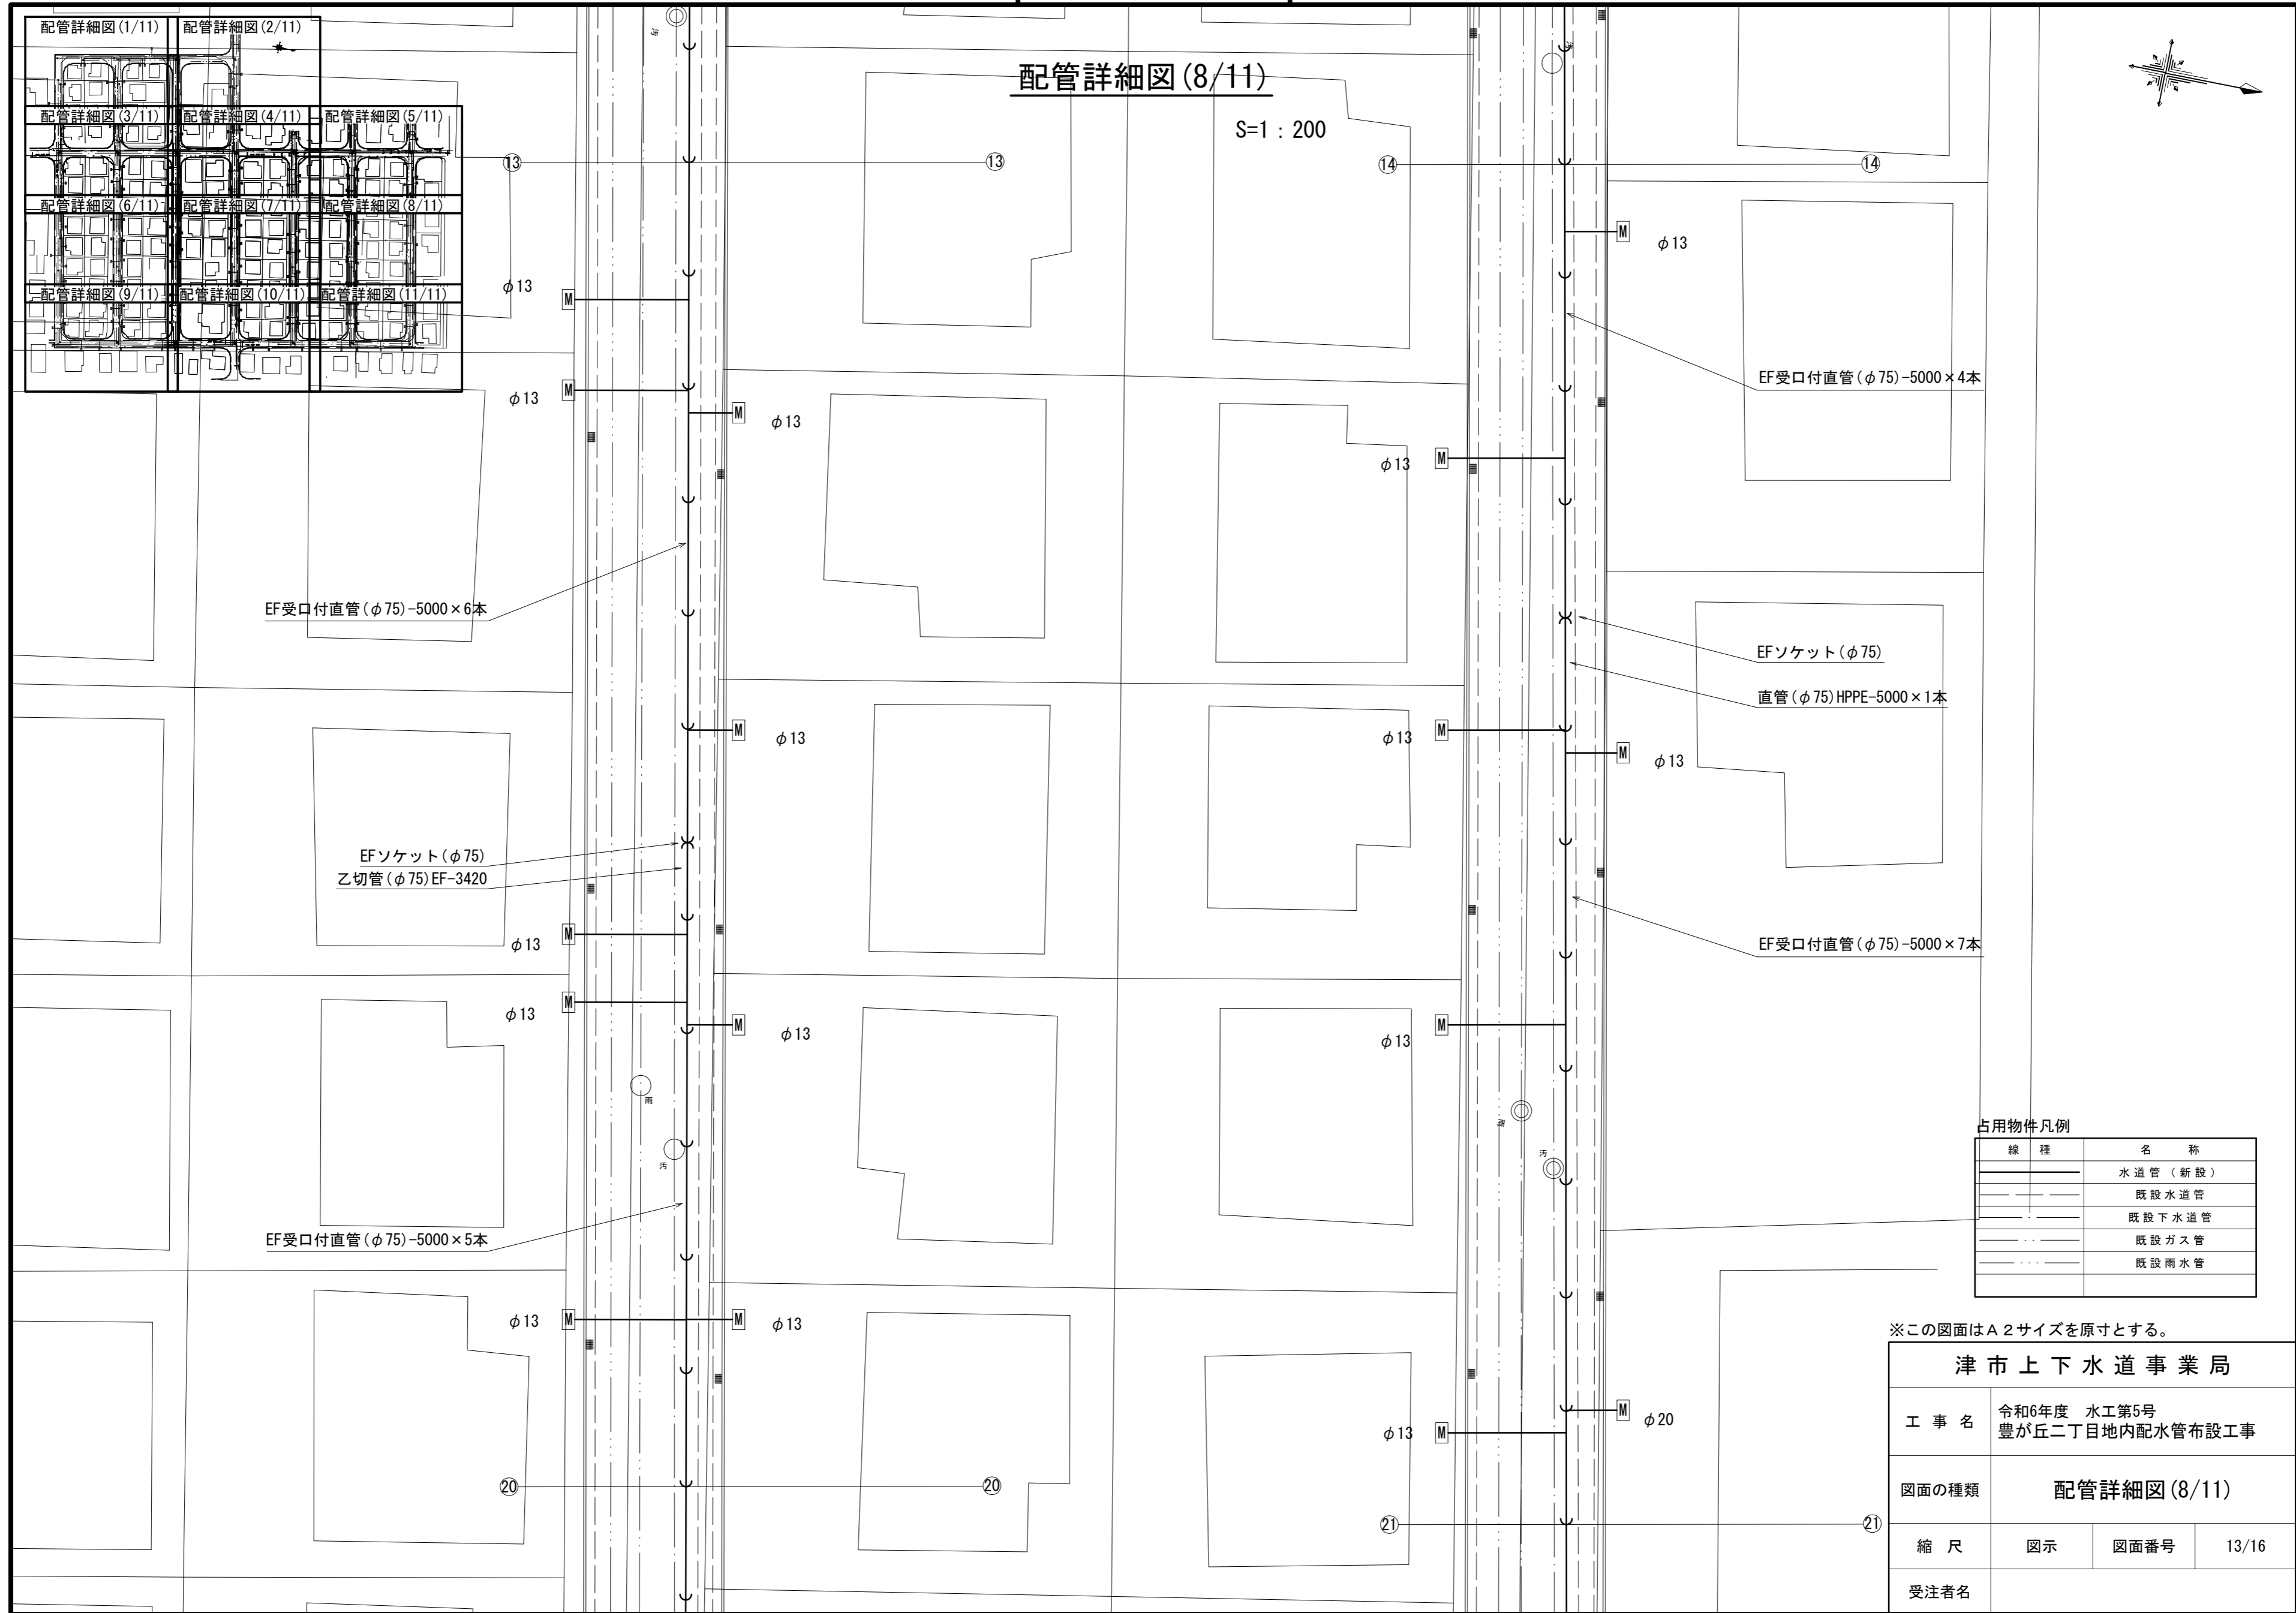 配管詳細図(1/11)
配管詳細図(2/11)
配管詳細図(3/11)
配管詳細図(4/11)
配管詳細図(5/11)
配管詳細図(6/11)
配管詳細図(7/11)
配管詳細図(8/11)
配管詳細図(9/11)
配管詳細図(10/11)
配管詳細図(11/11)
配管詳細図(8/11)
S=1：200
汚
汚
⑬
⑬
⑭
⑭
M
φ13
φ13
M
EF受口付直管(φ75)-5000×4本
φ13
M
M
φ13
φ13
M
EF受口付直管(φ75)-5000×6本
EFソケット(φ75)
直管(φ75)HPPE-5000×1本
M
φ13
φ13
M
M
φ13
EFソケット(φ75)
乙切管(φ75)EF-3420
φ13
M
EF受口付直管(φ75)-5000×7本
φ13
M
M
φ13
φ13
M
雨
汚
雨
汚
EF受口付直管(φ75)-5000×5本
φ13
M
M
φ13
M
φ20
φ13
M
⑳
⑳
㉑
㉑
占用物件凡例
線種
名称
水道管（新設）
既設水道管
既設下水道管
既設ガス管
既設雨水管
※この図面はA2サイズを原寸とする。
津市上下水道事業局
工事名
令和6年度　水工第5号
豊が丘二丁目地内配水管布設工事
図面の種類
配管詳細図(8/11)
縮尺
図示
図面番号
13/16
受注者名